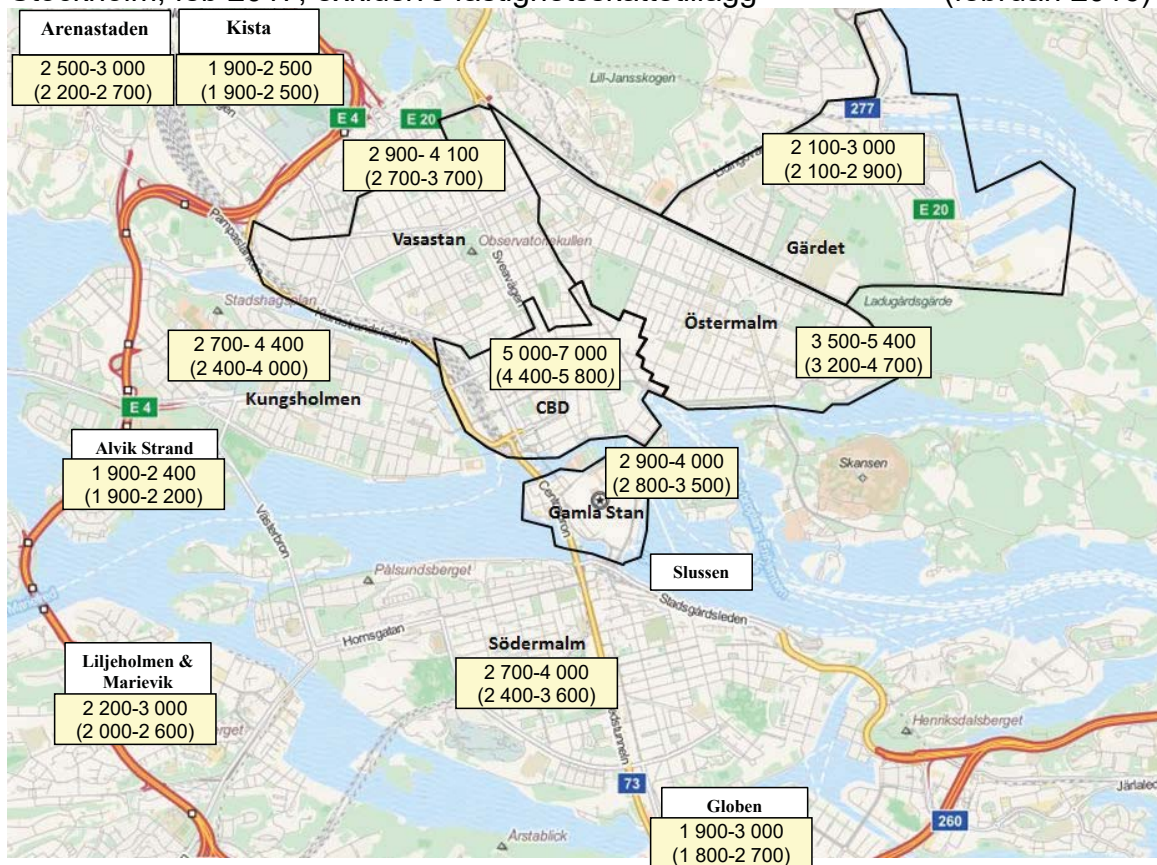 Arenastaden
2 500-3 000
(2 200-2 700)
Kista
1 900-2 500
(1 900-2 500)
E 4
E 20
Lill-Jansskogen
277
2 900- 4 100
(2 700-3 700)
2 100-3 000
(2 100-2 900)
E 20
Pampaslänken
Vasastan
Observatoriekullen
Sveavägen
Gärdet
Ladugårdsgärde
Stadshagsplan
Klarastrandsleden
Östermalm
2 700- 4 400
(2 400-4 000)
5 000-7 000
(4 400-5 800)
3 500-5 400
(3 200-4 700)
Kungsholmen
CBD
E 4
Alvik Strand
1 900-2 400
(1 900-2 200)
2 900-4 000
(2 800-3 500)
Skansen
Centralbron
Gamla Stan
Västerbron
Slussen
Pålsundsberget
Stadsgårdsleden
Hornsgatan
Södermalm
2 700-4 000
(2 400-3 600)
Liljeholmen &
Marievik
2 200-3 000
(2 000-2 600)
Henriksdalsberget
73
Globen
1 900-3 000
(1 800-2 700)
260
Årstablick